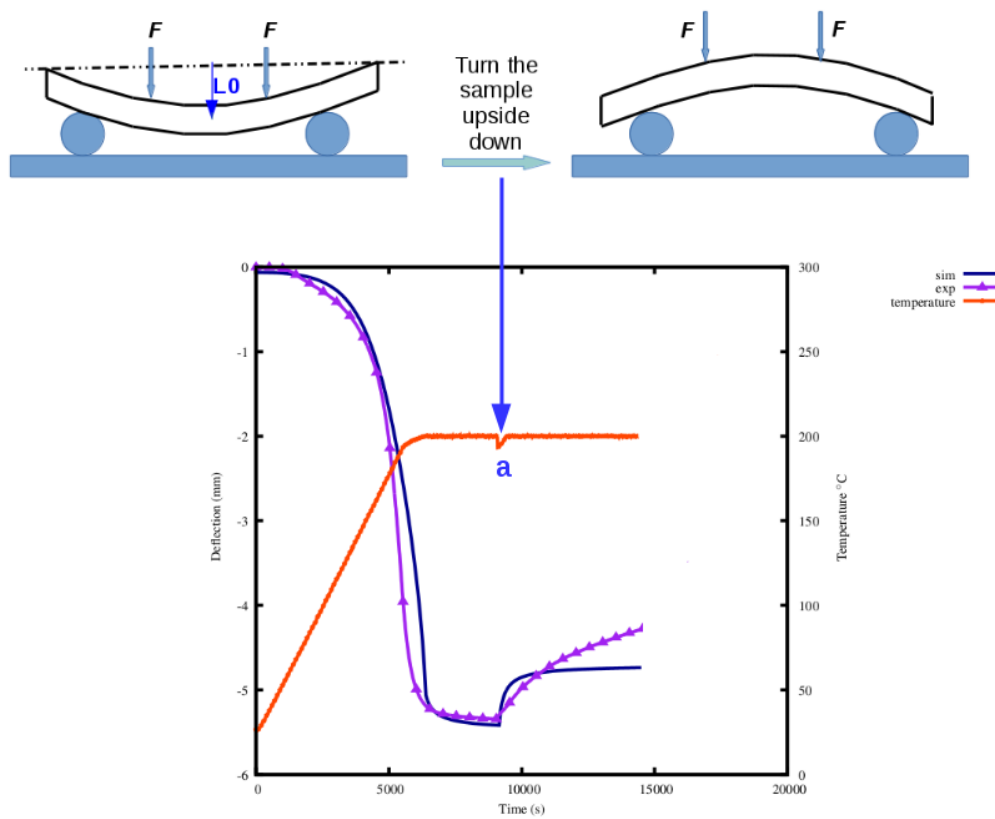 F
F
L0
Turn the
sample
upside
down
F
F
0
-1
-2
-3
-4
-5
-6
Deflection (mm)
0
5000
10000
15000
20000
Time (s)
300
250
200
150
100
50
0
Temperature °C
sim
exp
temperature
a